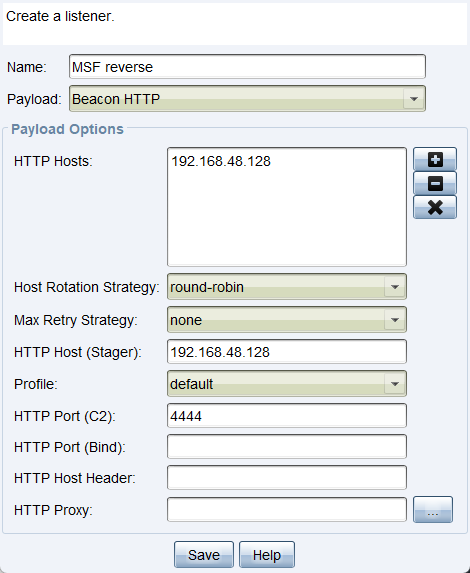 Create a listener.
Name: MSF reverse
Payload: Beacon HTTP
Payload Options
HTTP Hosts: 192.168.48.128
Host Rotation Strategy: round-robin
Max Retry Strategy: none
HTTP Host (Stager): 192.168.48.128
Profile: default
HTTP Port (C2): 4444
HTTP Port (Bind):
HTTP Host Header:
HTTP Proxy: ...
Save Help